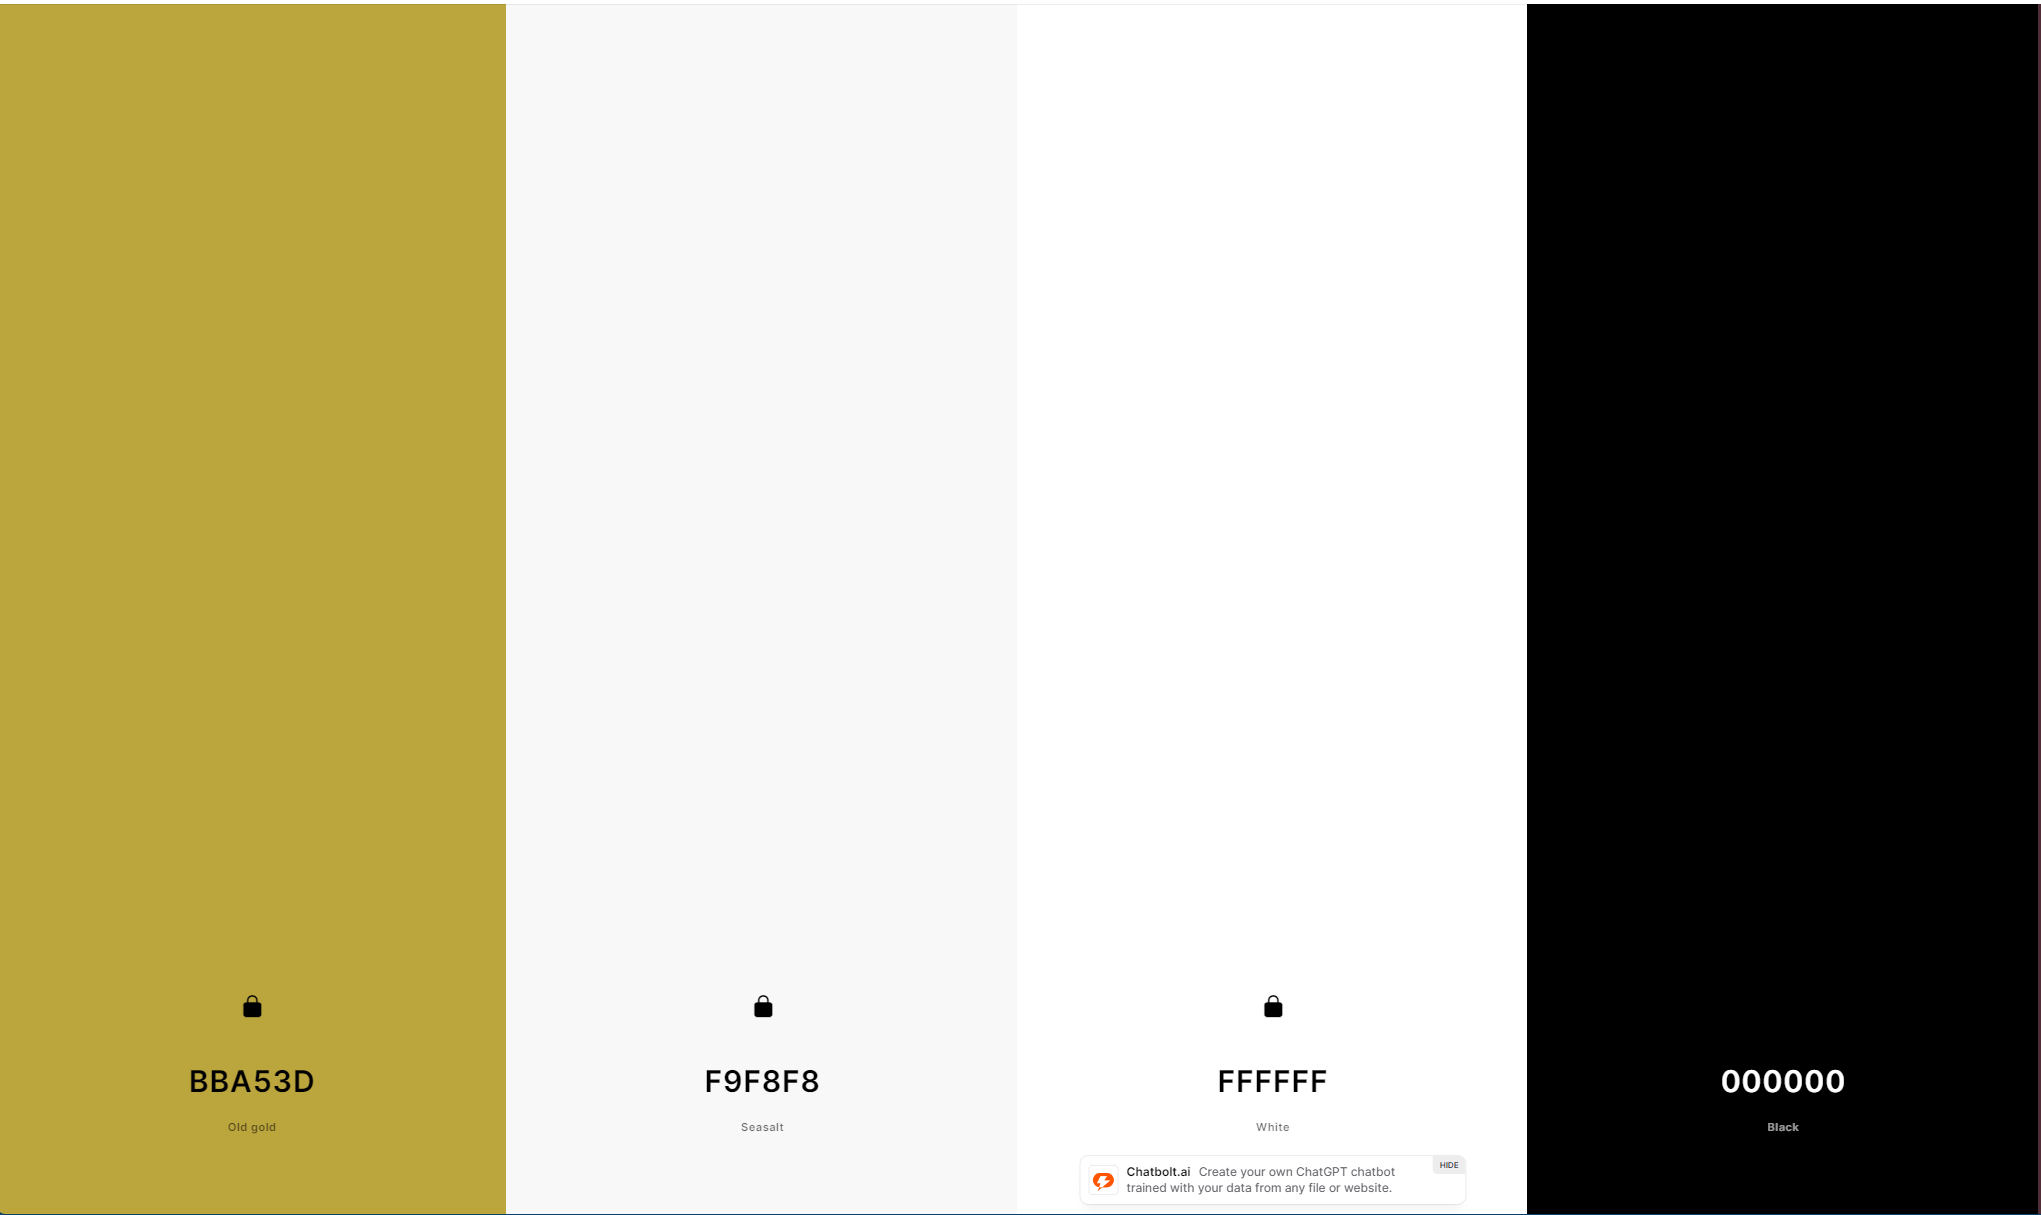 BBA53D
Old gold
F9F8F8
Seasalt
FFFFFF
White
000000
Black
Chatbolt.ai Create your own ChatGPT chatbot
trained with your data from any file or website.
HIDE